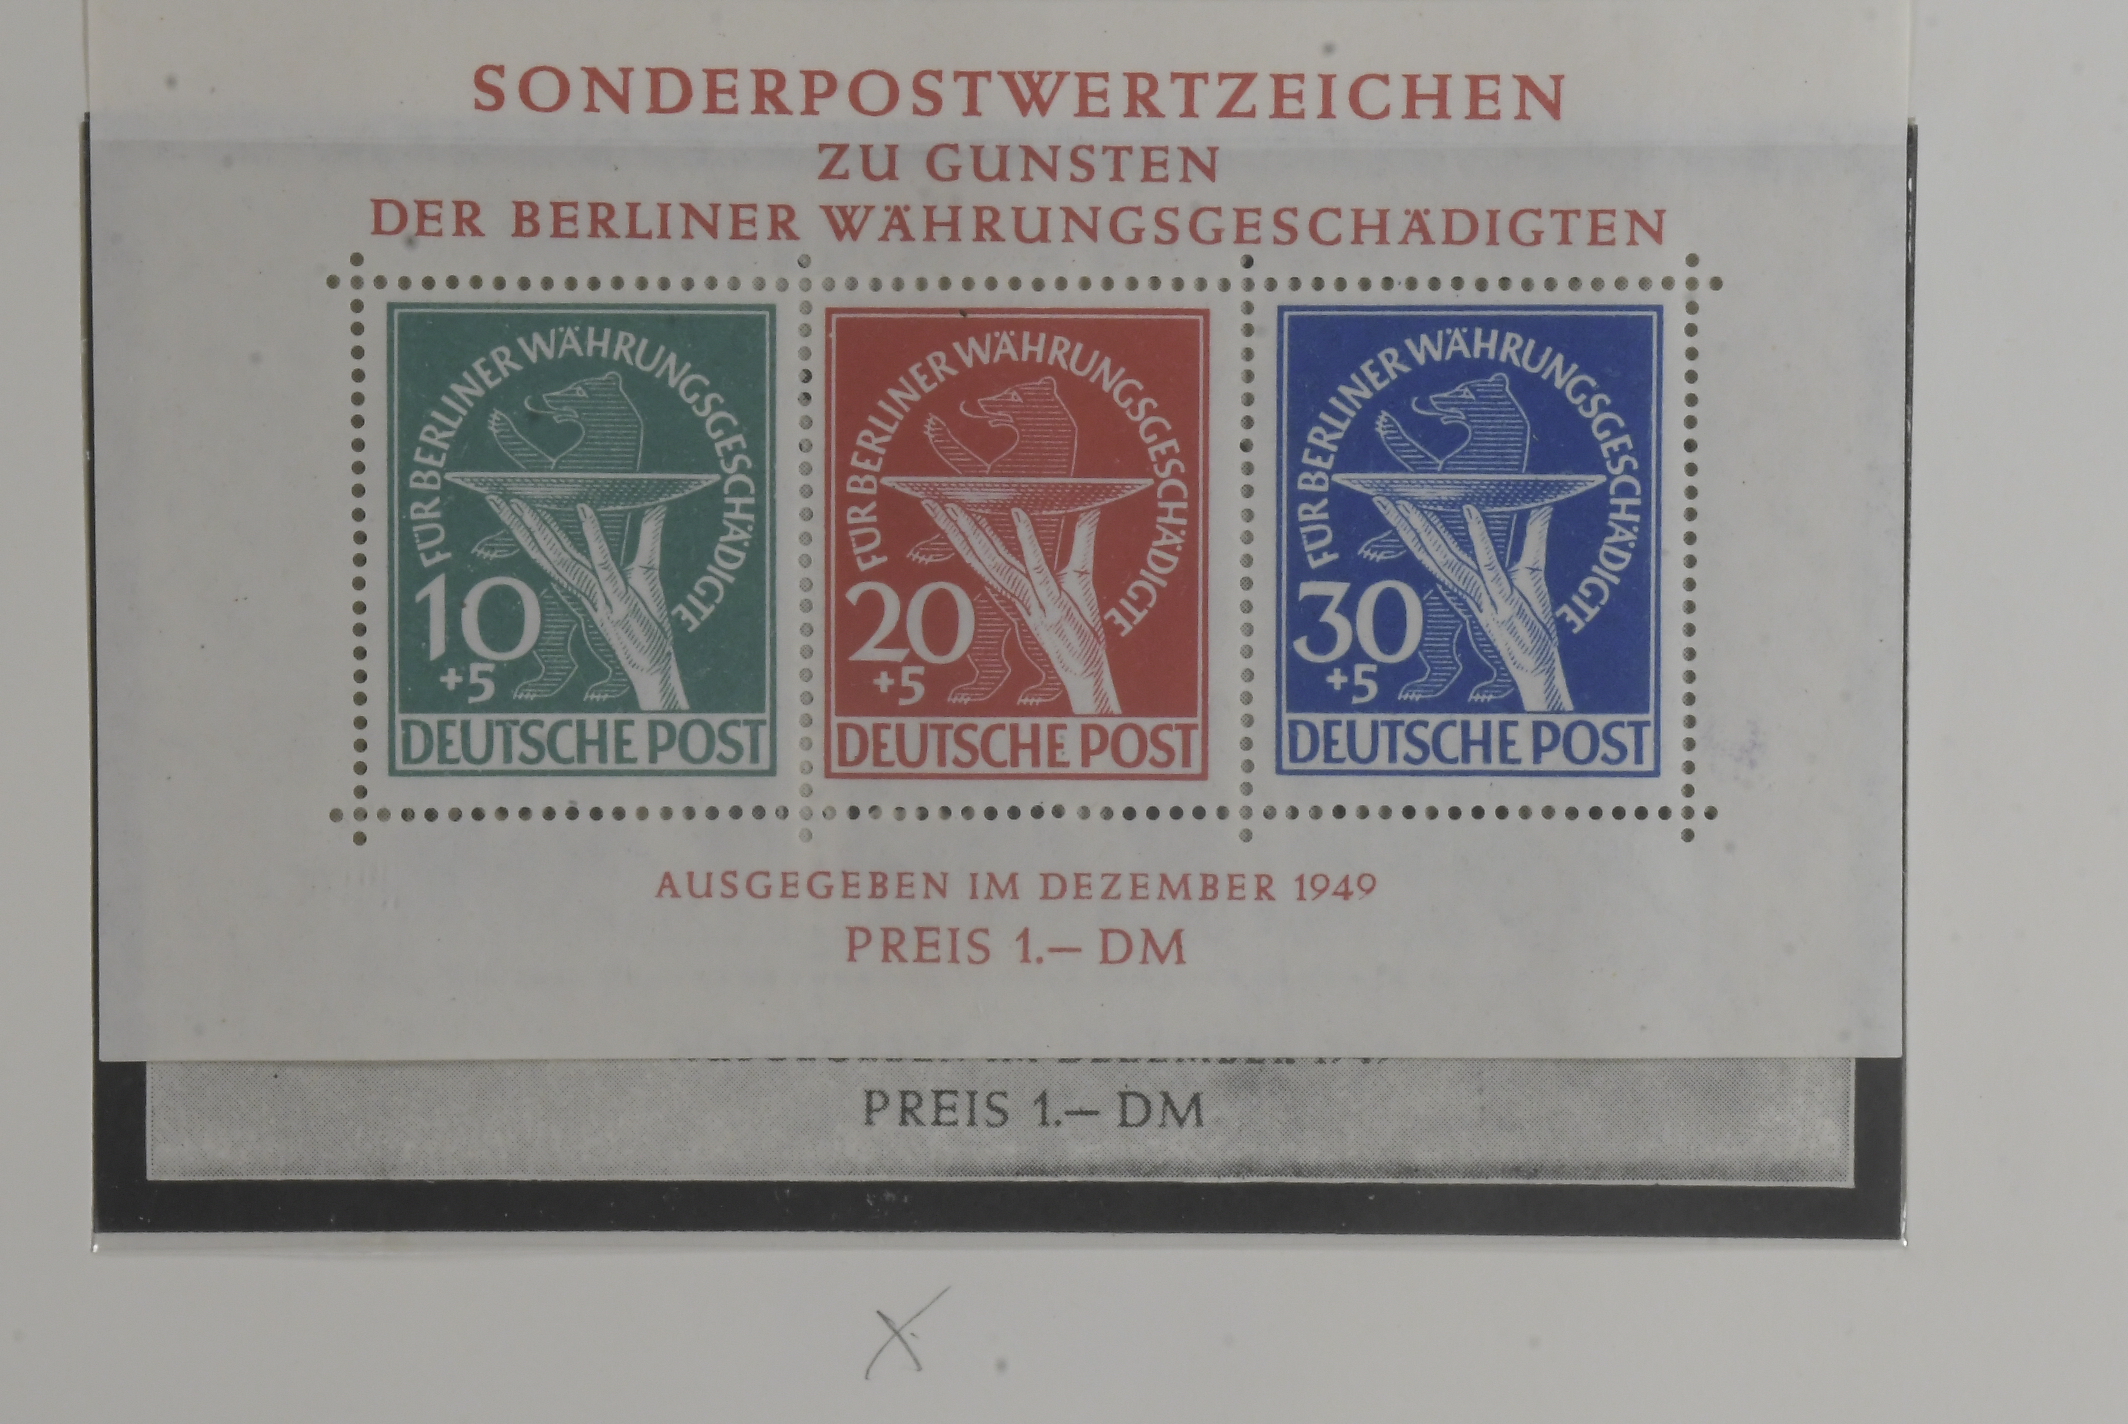 SONDERPOSTWERTZEICHEN
ZU GUNSTEN
DER BERLINER WÄHRUNGSGESCHÄDIGTEN
FÜR BERLINER WÄHRUNGSGESCHÄDIGTE
10
+5
DEUTSCHE POST
FÜR BERLINER WÄHRUNGSGESCHÄDIGTE
20
+5
DEUTSCHE POST
FÜR BERLINER WÄHRUNGSGESCHÄDIGTE
30
+5
DEUTSCHE POST
AUSGEGEBEN IM DEZEMBER 1949
PREIS 1.— DM
PREIS 1.— DM